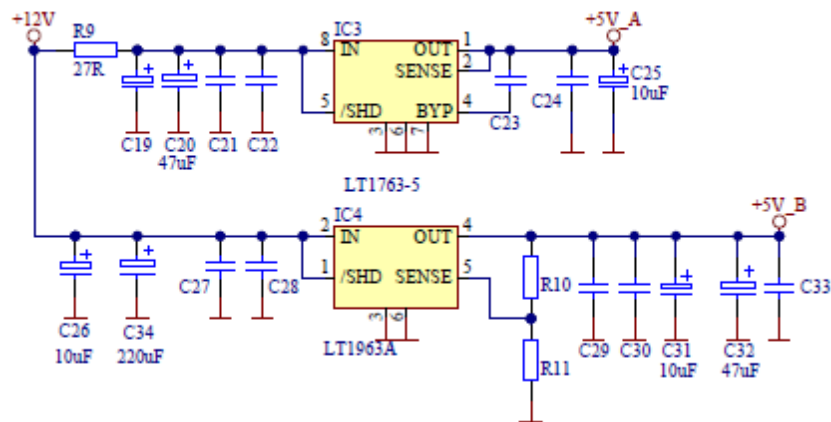 +12V
R9
27R
C19
C20
47uF
C21
C22
IC3
8
IN
OUT
1
SENSE
2
5
/SHD
BYP
4
3
6
7
LT1763-5
C23
C24
+5V_A
C25
10uF
C26
10uF
C34
220uF
C27
C28
IC4
2
IN
OUT
4
1
/SHD
SENSE
5
3
6
LT1963A
R10
R11
C29
C30
C31
10uF
C32
47uF
+5V_B
C33